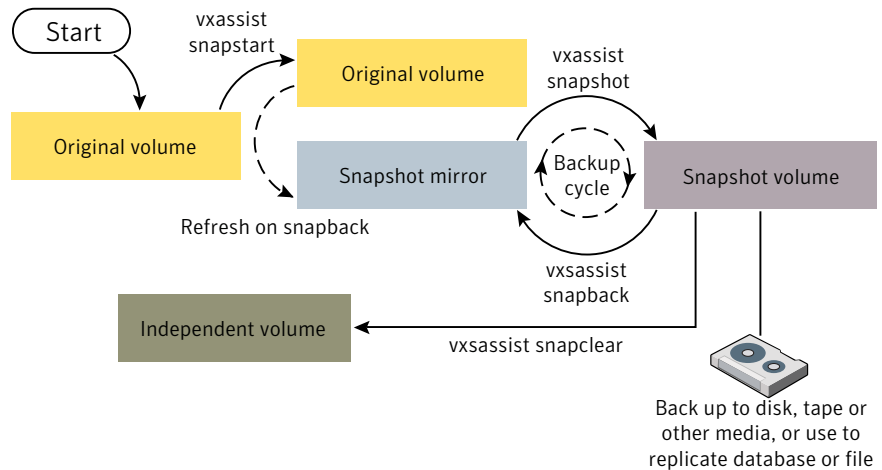 Start
vxassist
snapstart
Original volume
vxassist
snapshot
Original volume
Snapshot mirror
Backup
cycle
Snapshot volume
Refresh on snapback
vxsassist
snapback
Independent volume
vxsassist snapclear
Back up to disk, tape or
other media, or use to
replicate database or file